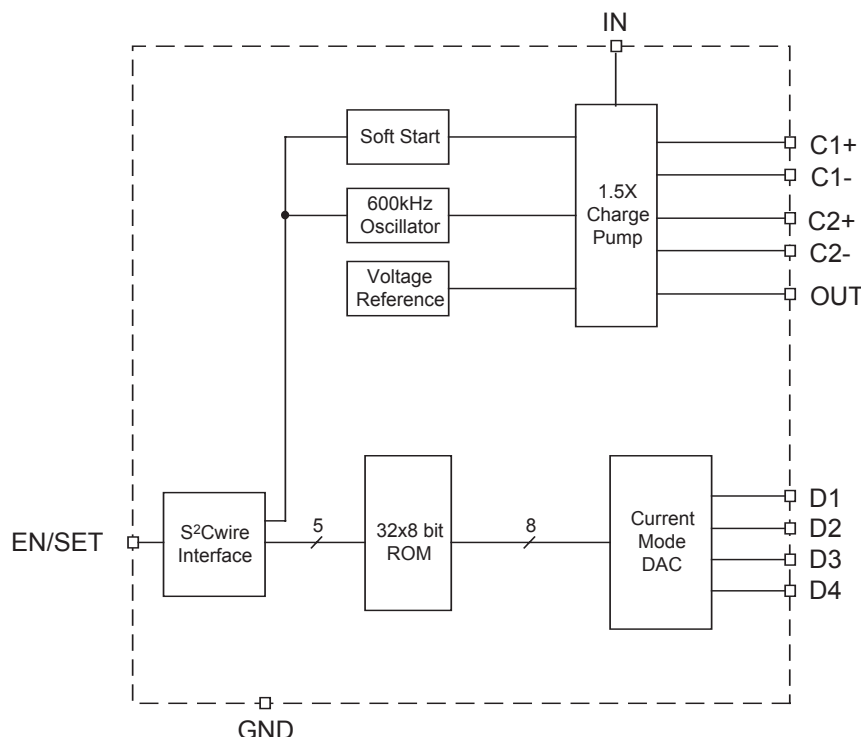 IN
Soft Start
600kHz
Oscillator
Voltage
Reference
1.5X
Charge
Pump
C1+
C1-
C2+
C2-
OUT
EN/SET
S²Cwire
Interface
5
32x8 bit
ROM
8
Current
Mode
DAC
D1
D2
D3
D4
GND